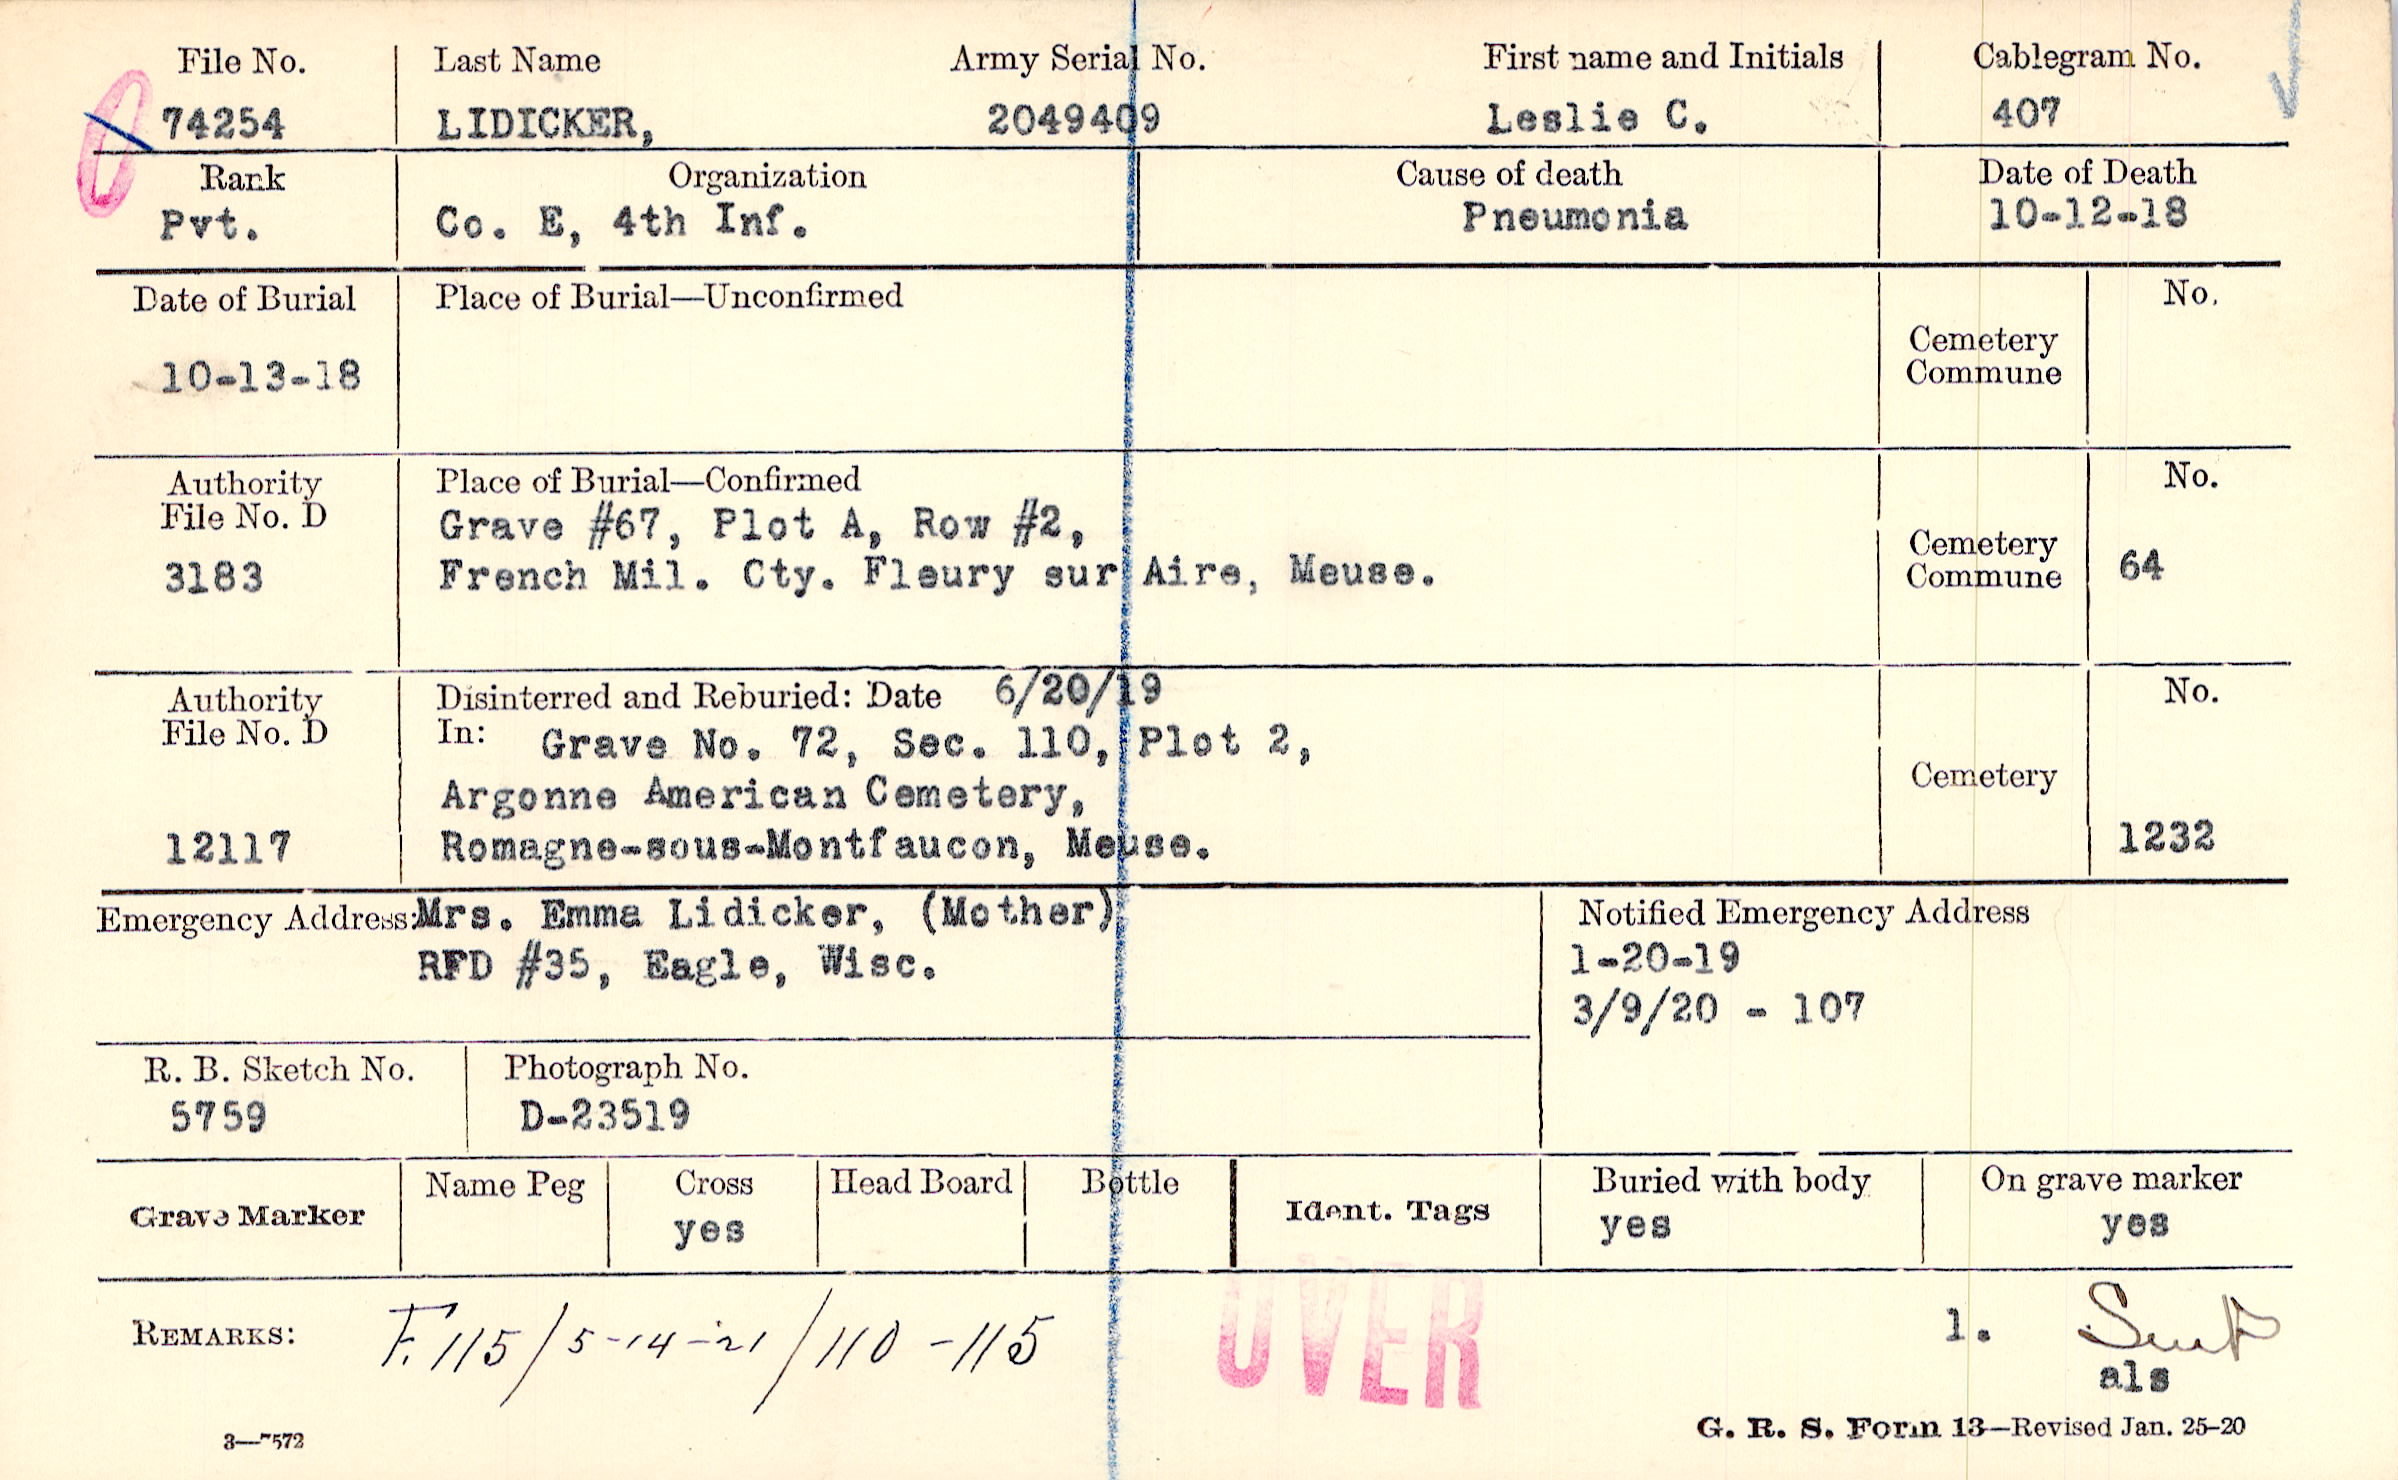 File No. Last Name Army Serial No. First name and Initials Cablegram No.
74254 LIDICKER, 2049409 Leslie C. 407
Rank Organization Cause of death Date of Death
Pvt. Co. E, 4th Inf. Pneumonia 10-12-18
Date of Burial Place of Burial—Unconfirmed No.
Cemetery
Commune
10-13-18
Authority Place of Burial—Confirmed No.
File No. D Grave #67, Plot A, Row #2,
3183 French Mil. Cty. Fleury sur Aire, Meuse. Cemetery
Commune 64
Authority Disinterred and Reburied: Date 6/20/19 No.
File No. D In: Grave No. 72, Sec. 110, Plot 2,
Argonne American Cemetery, Cemetery
12117 Romagne-sous-Montfaucon, Meuse. 1232
Emergency Address: Mrs. Emma Lidicker, (Mother) Notified Emergency Address
RFD #35, Eagle, Wisc. 1-20-19
3/9/20 - 107
R. B. Sketch No. Photograph No.
5759 D-23519
Grave Marker Name Peg Cross Head Board Bottle Ident. Tags Buried with body On grave marker
yes yes yes
REMARKS: F. 115/5-14-21/110-115 OVER 1.
als
3—7572 G. R. S. Form 13—Revised Jan. 25-20